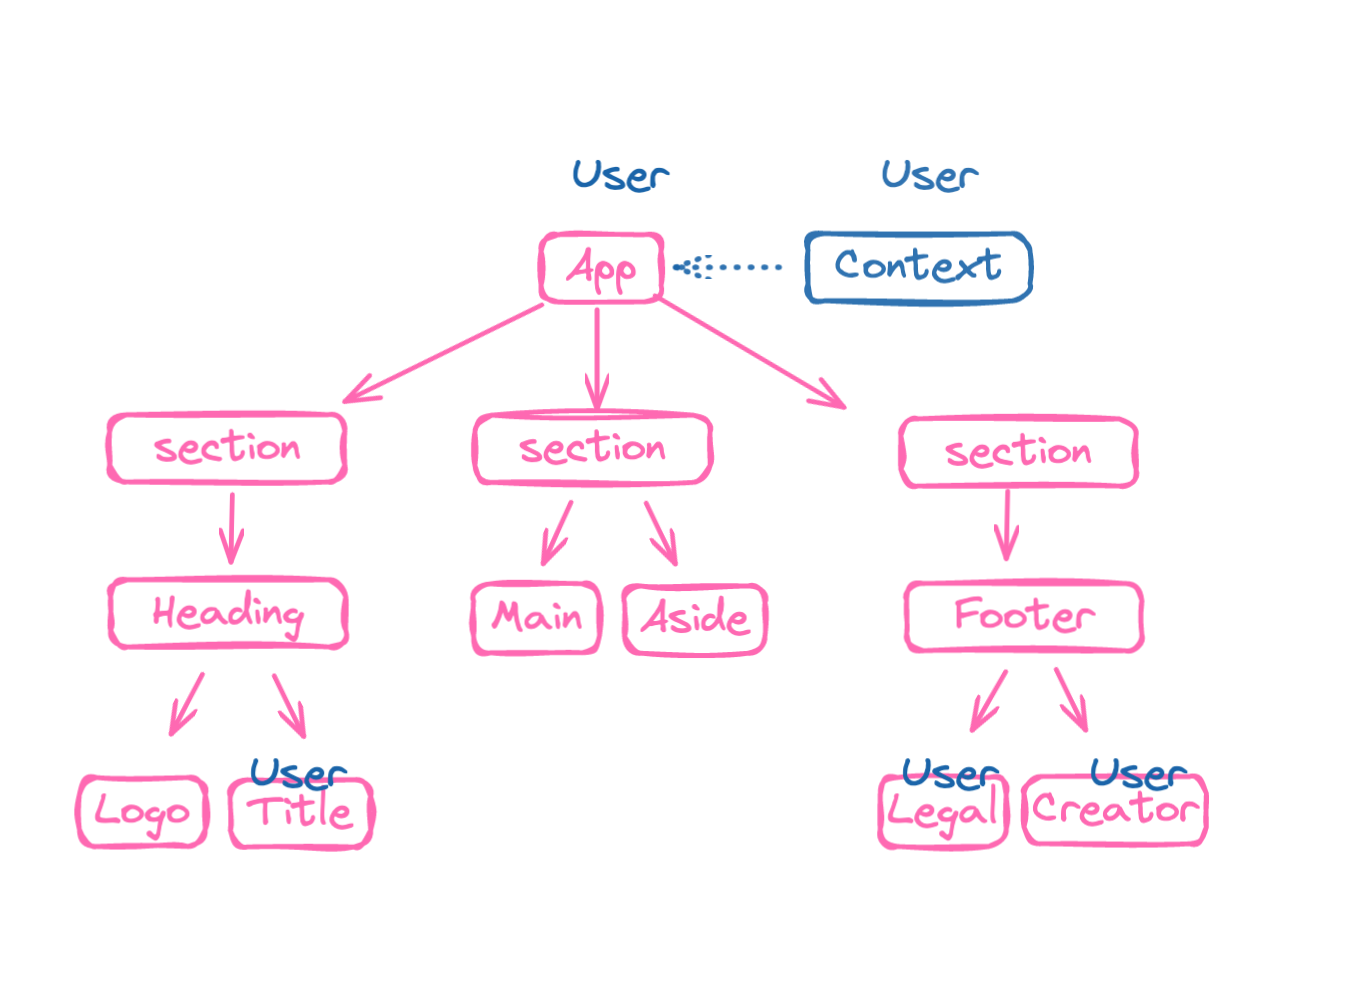 User
User
App
Context
section
section
section
Heading
Main
Aside
Footer
User
User
User
Logo
Title
Legal
Creator